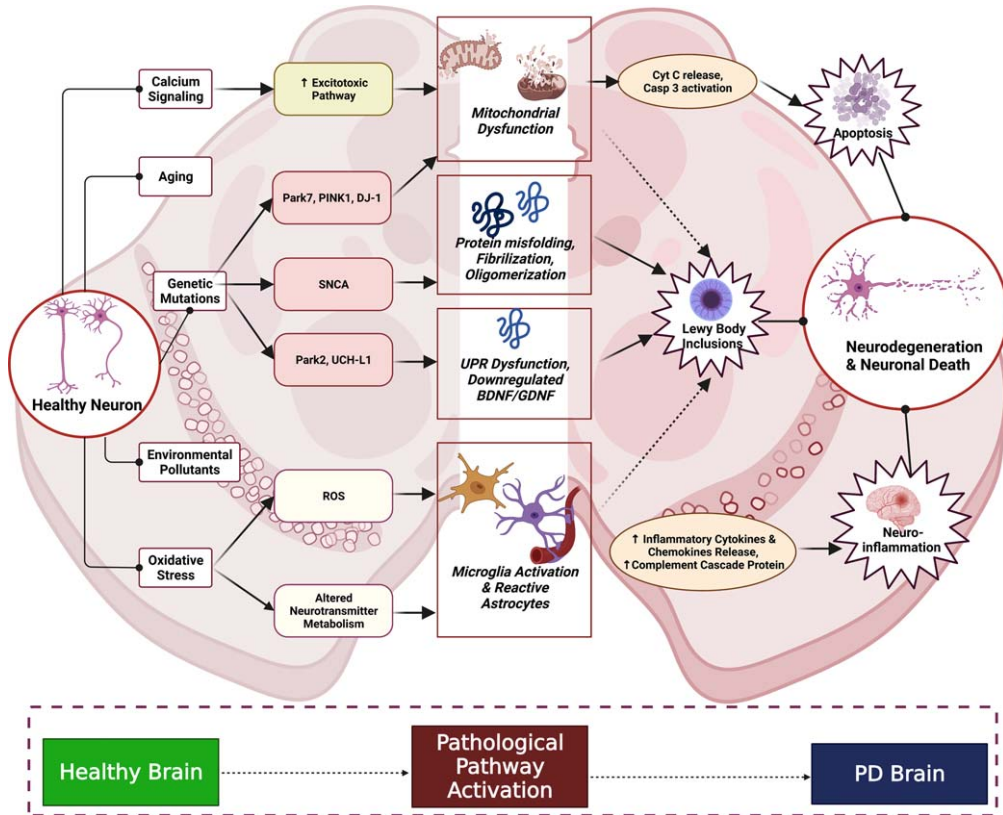 Calcium
Signaling
↑ Excitotoxic
Pathway
Mitochondrial
Dysfunction
Cyt C release,
Casp 3 activation
Apoptosis
Aging
Park7, PINK1, DJ-1
Protein misfolding,
Fibrilization,
Oligomerization
Genetic
Mutations
SNCA
Lewy Body
Inclusions
Healthy Neuron
Park2, UCH-L1
UPR Dysfunction,
Downregulated
BDNF/GDNF
Neurodegeneration
& Neuronal Death
Environmental
Pollutants
ROS
Oxidative
Stress
Altered
Neurotransmitter
Metabolism
Microglia Activation
& Reactive
Astrocytes
↑ Inflammatory Cytokines &
Chemokines Release,
↑Complement Cascade Protein
Neuro-
inflammation
Healthy Brain
Pathological
Pathway
Activation
PD Brain